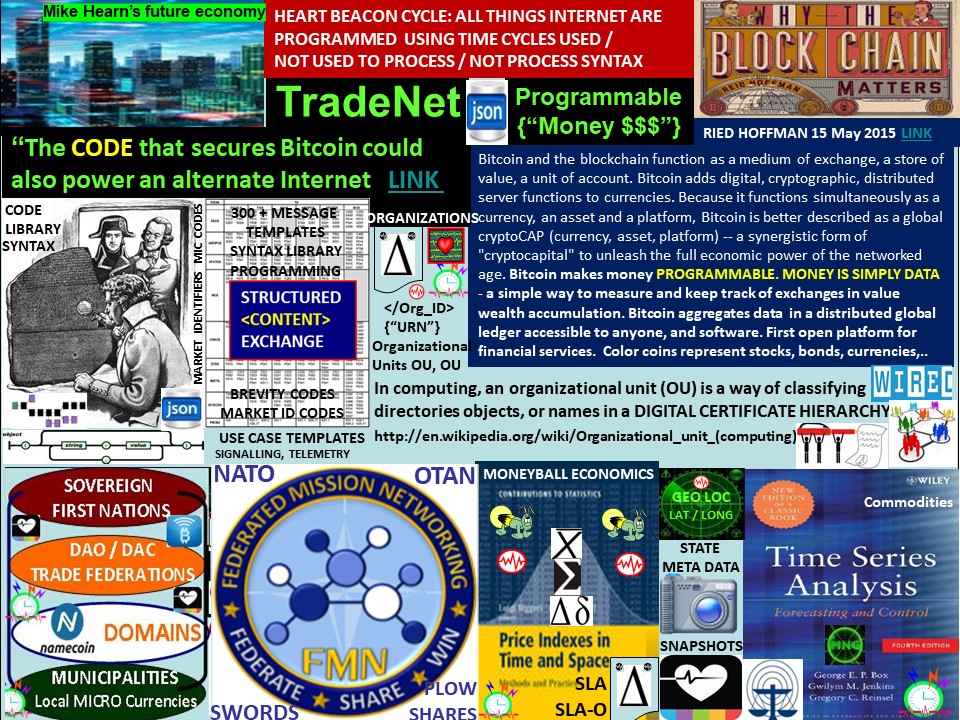 Mike Hearn's future economy
HEART BEACON CYCLE: ALL THINGS INTERNET ARE
PROGRAMMED USING TIME CYCLES USED /
NOT USED TO PROCESS / NOT PROCESS SYNTAX
WHY THE
BLOCK CHAIN
REID HOFFMAN
MATTERS
TradeNet
json
Programmable
{"Money $$$"}
RIED HOFFMAN 15 May 2015 LINK
"The CODE that secures Bitcoin could
also power an alternate Internet LINK
Bitcoin and the blockchain function as a medium of exchange, a store of
value, a unit of account. Bitcoin adds digital, cryptographic, distributed
server functions to currencies. Because it functions simultaneously as a
currency, an asset and a platform, Bitcoin is better described as a global
cryptoCAP (currency, asset, platform) -- a synergistic form of
"cryptocapital" to unleash the full economic power of the networked
age. Bitcoin makes money PROGRAMMABLE. MONEY IS SIMPLY DATA
- a simple way to measure and keep track of exchanges in value
wealth accumulation. Bitcoin aggregates data in a distributed global
ledger accessible to anyone, and software. First open platform for
financial services. Color coins represent stocks, bonds, currencies,..
CODE
LIBRARY
SYNTAX
MARKET IDENTIFIERS MIC CODES
300 + MESSAGE
TEMPLATES
SYNTAX LIBRARY
PROGRAMMING
STRUCTURED
<CONTENT>
EXCHANGE
BREVITY CODES
MARKET ID CODES
json
object
string
value
USE CASE TEMPLATES
SIGNALLING, TELEMETRY
ORGANIZATIONS
Δ
</Org_ID>
{"URN"}
Organizational
Units OU, OU
In computing, an organizational unit (OU) is a way of classifying
directories objects, or names in a DIGITAL CERTIFICATE HIERARCHY
http://en.wikipedia.org/wiki/Organizational_unit_(computing)
WIRED
SOVEREIGN
FIRST NATIONS
DAO / DAC
TRADE FEDERATIONS
namecoin
DOMAINS
MUNICIPALITIES
Local MICRO Currencies
NATO
OTAN
FEDERATED MISSION NETWORKING
FMN
FEDERATE ★ SHARE ★ WIN
SWORDS
PLOW
SHARES
MONEYBALL ECONOMICS
CONTRIBUTIONS TO STATISTICS
X
Σ
Δδ
Price Indexes in
Time and Space
SLA
SLA-O
Δ
GEO LOC
LAT / LONG
STATE
META DATA
SNAPSHOTS
WILEY
NEW
EDITION
OF A
CLASSIC
BOOK
Commodities
Time Series
Analysis
Forecasting and Control
PING
FOURTH EDITION
George E. P. Box
Gwilym M. Jenkins
Gregory C. Reinsel